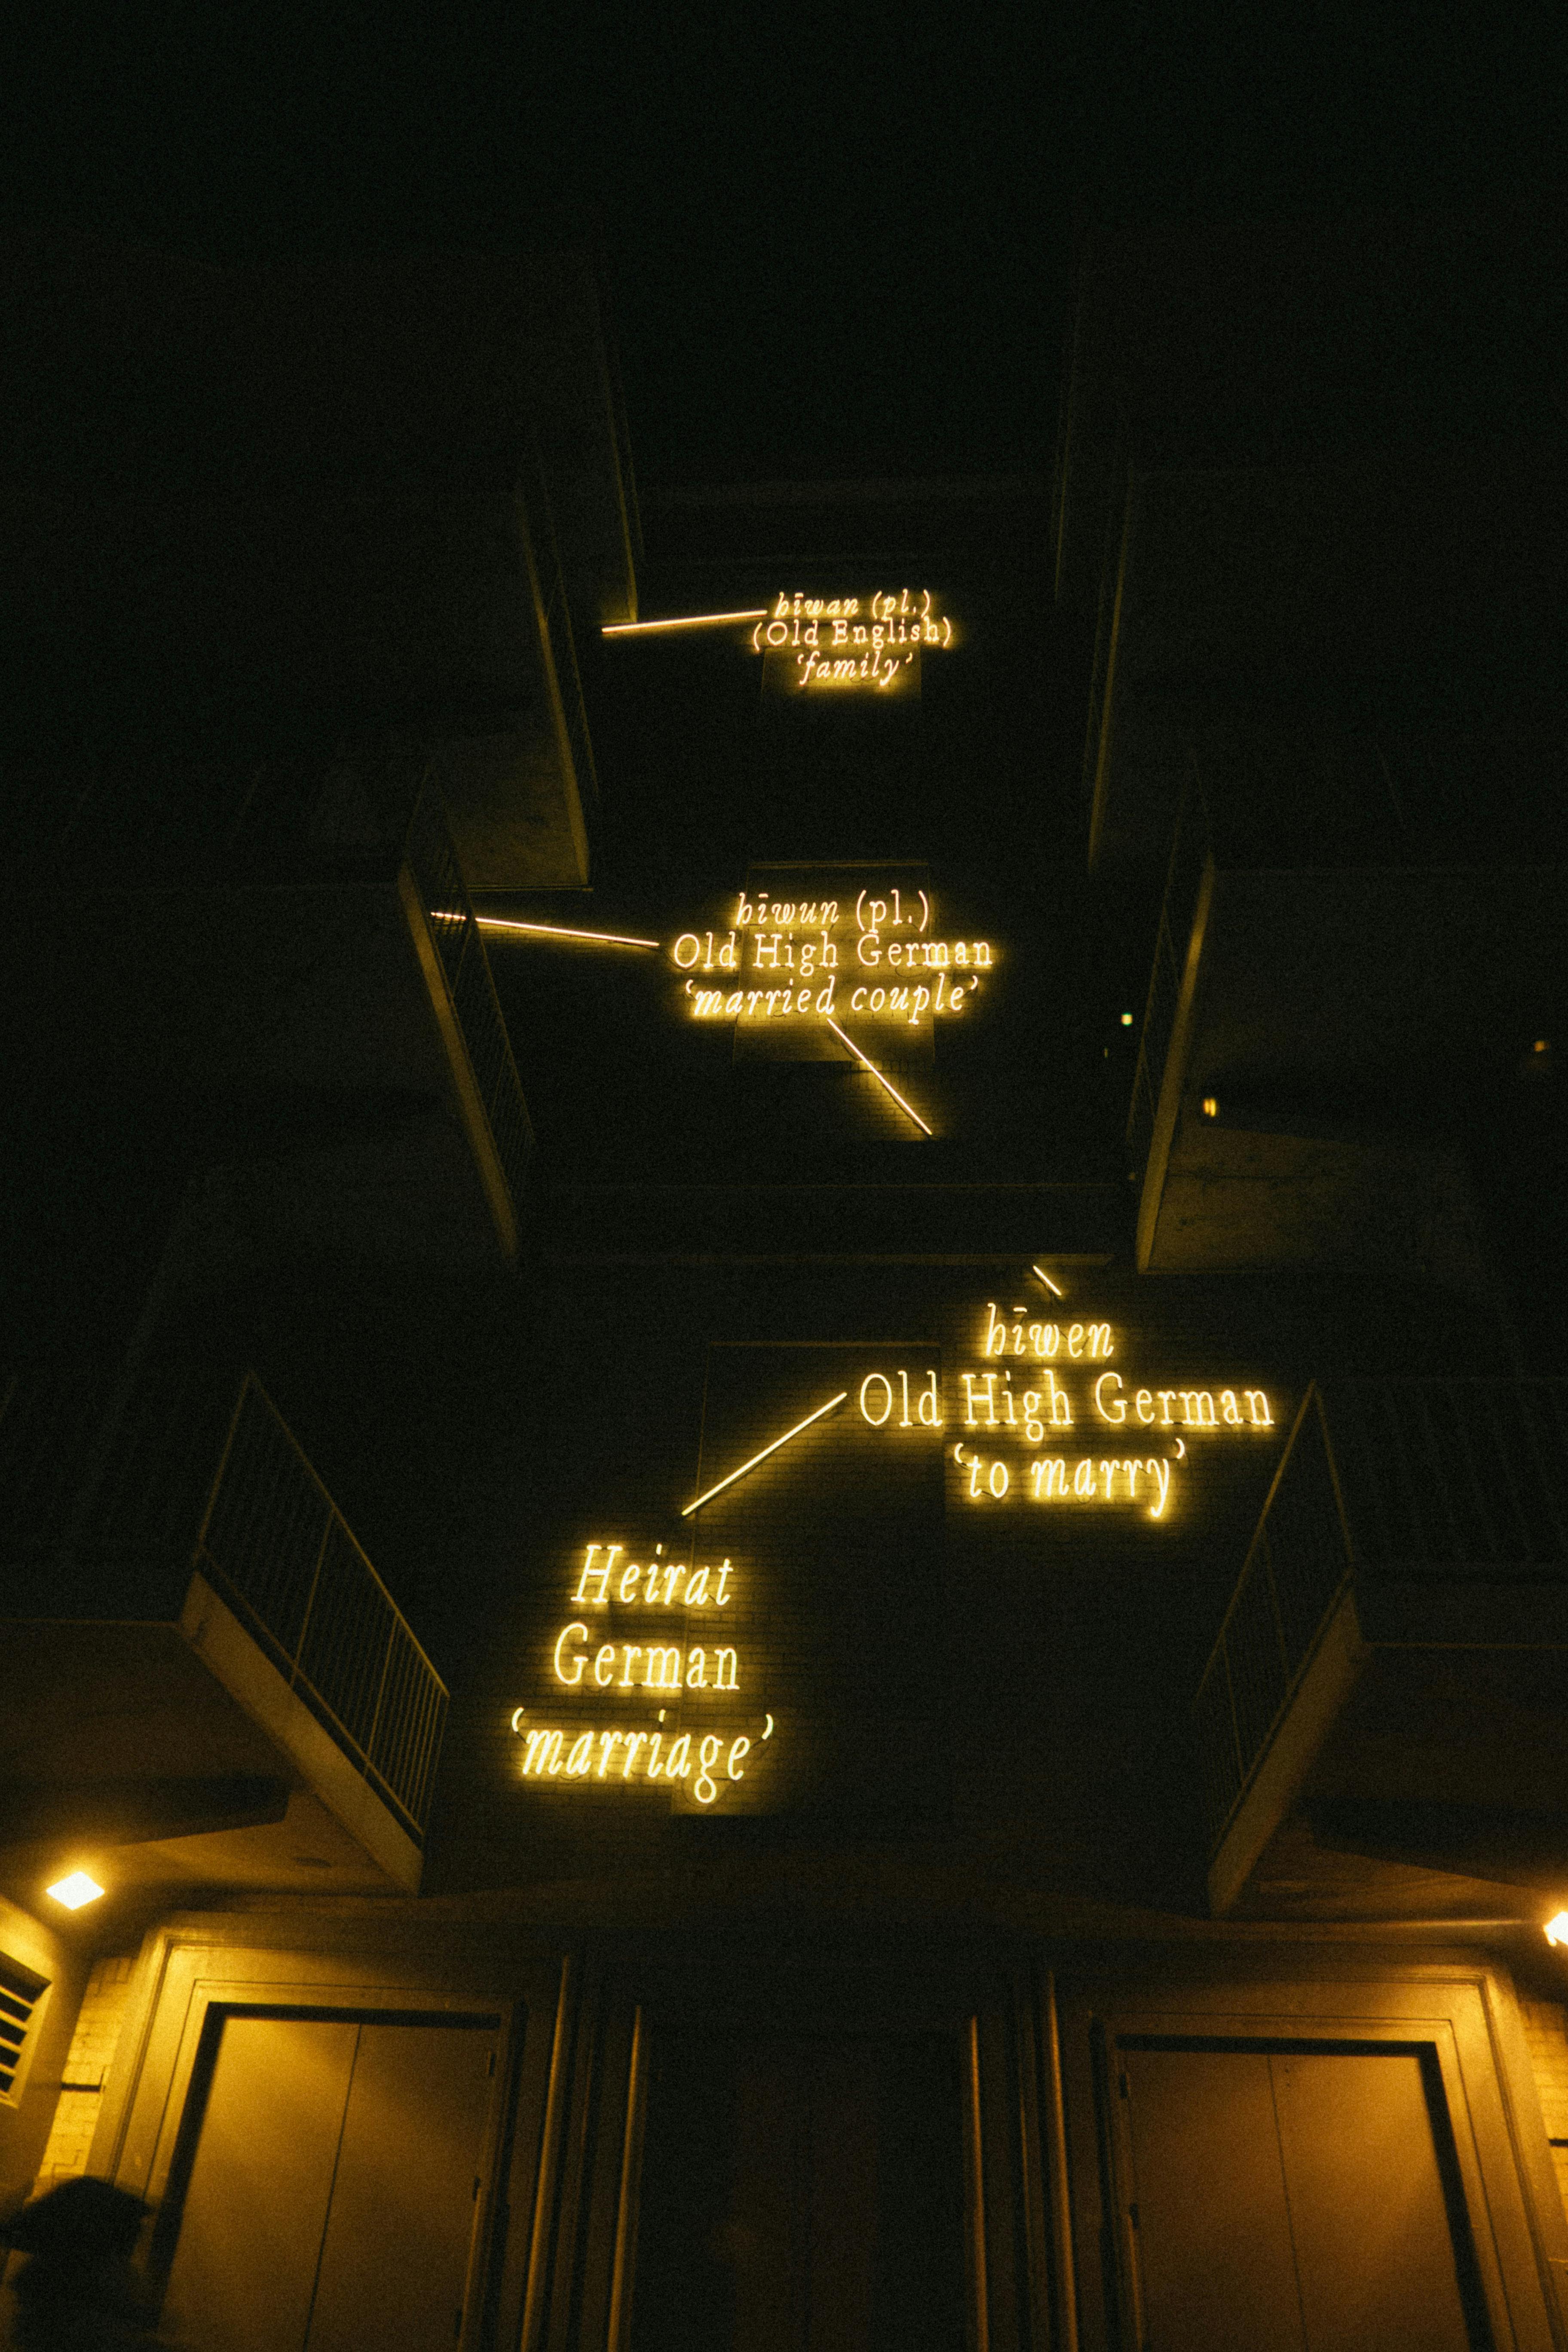 hīwan (pl.)
(Old English)
‘family’
hīwun (pl.)
Old High German
‘married couple’
hīwen
Old High German
‘to marry’
Heirat
German
‘marriage’